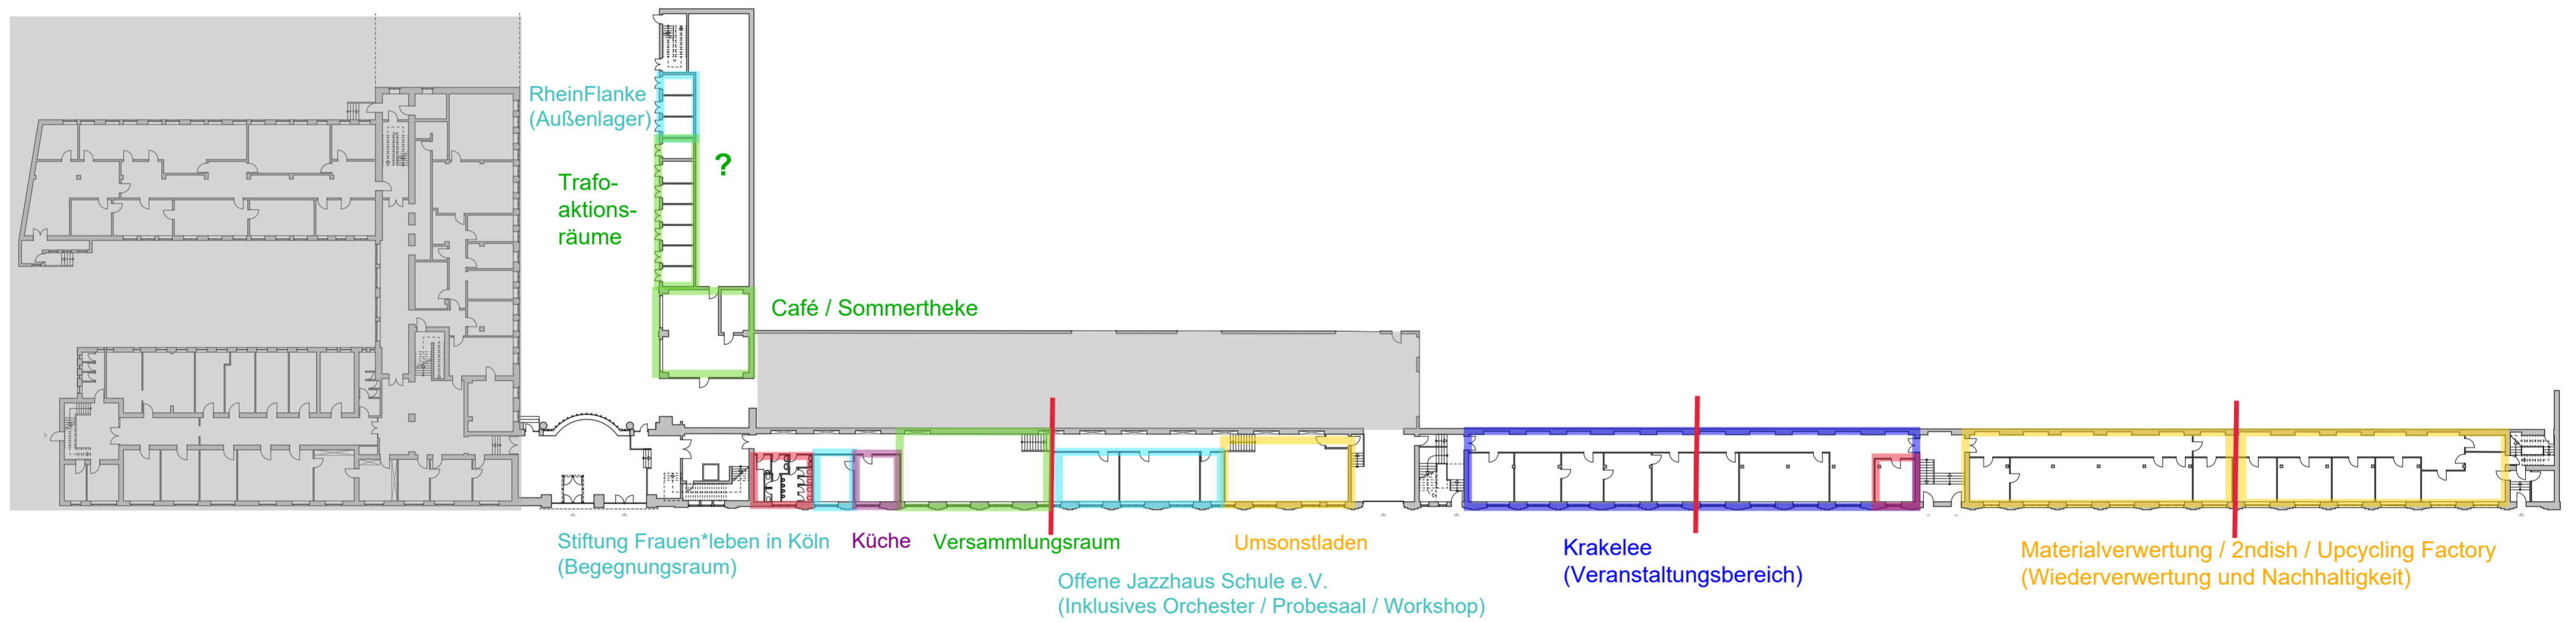 RheinFlanke
(Außenlager)
Trafo-
aktions-
räume
?
Café / Sommertheke
Stiftung Frauen*leben in Köln
(Begegnungsraum)
Küche
Versammlungsraum
Offene Jazzhaus Schule e.V.
(Inklusives Orchester / Probesaal / Workshop)
Umsonstladen
Krakelee
(Veranstaltungsbereich)
Materialverwertung / 2ndish / Upcycling Factory
(Wiederverwertung und Nachhaltigkeit)